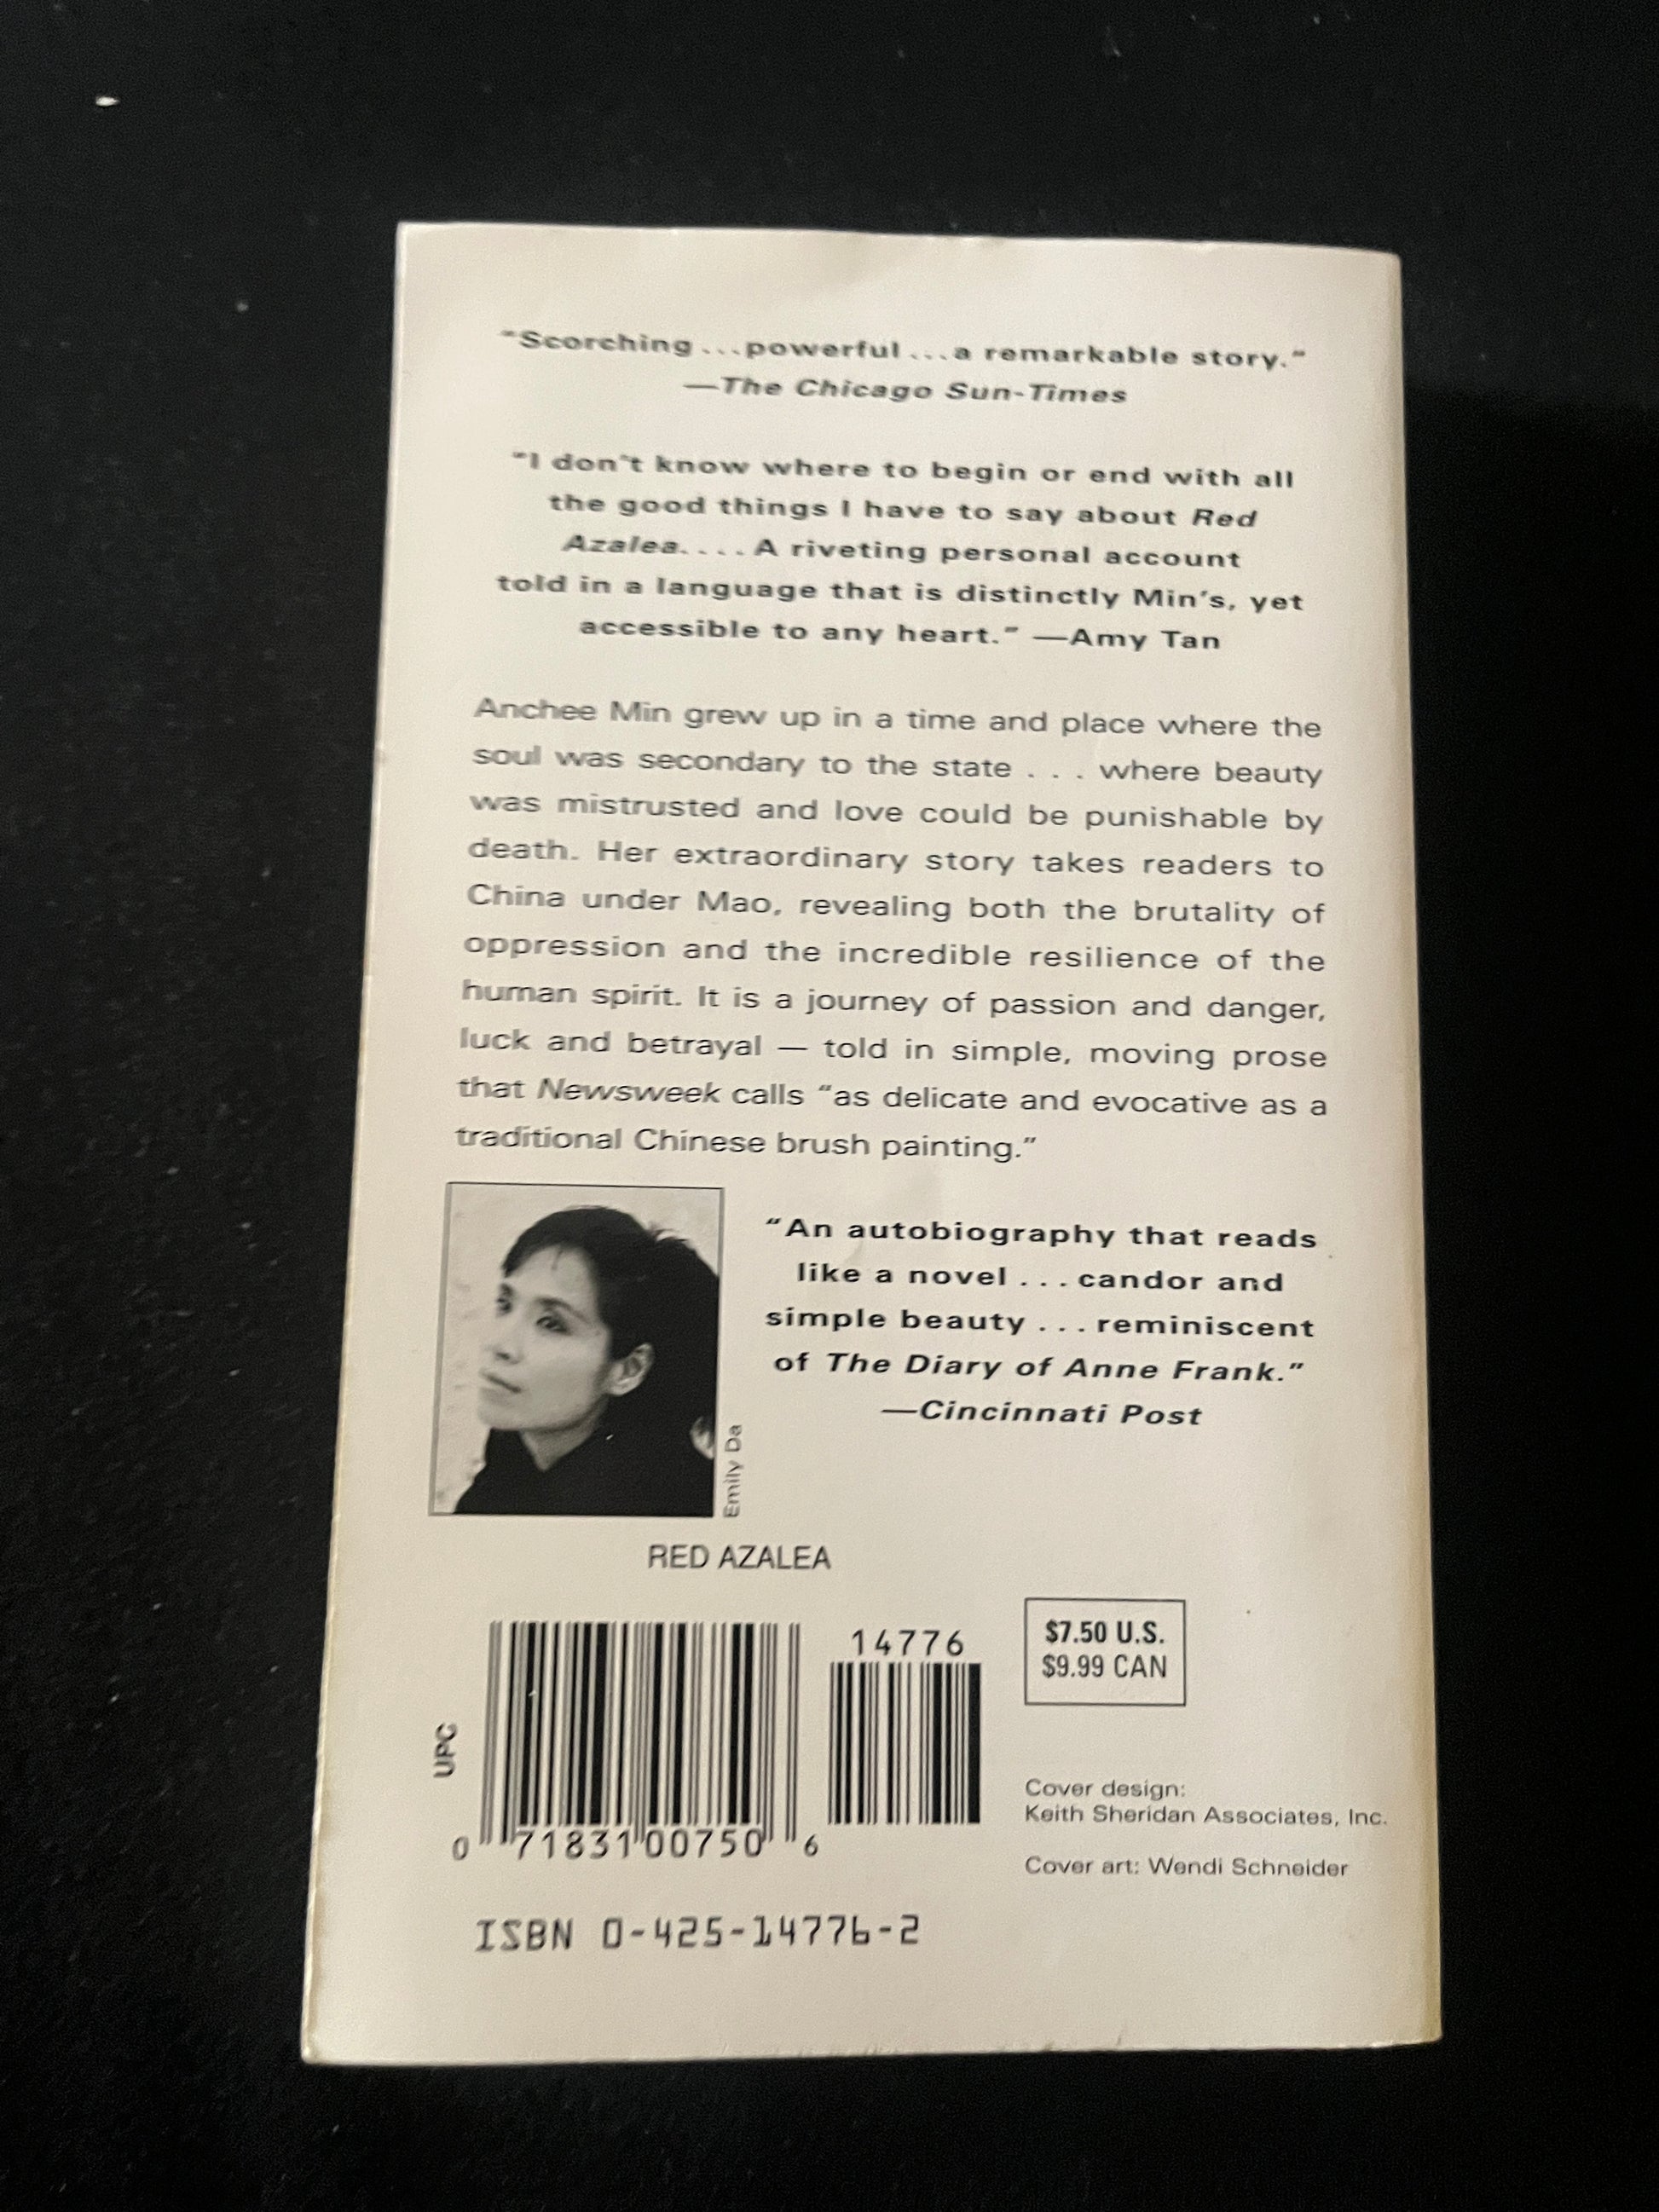 "Scorching ... powerful ... a remarkable story."
—The Chicago Sun-Times
"I don't know where to begin or end with all
the good things I have to say about Red
Azalea. . . . A riveting personal account
told in a language that is distinctly Min's, yet
accessible to any heart." —Amy Tan
Anchee Min grew up in a time and place where the
soul was secondary to the state . . . where beauty
was mistrusted and love could be punishable by
death. Her extraordinary story takes readers to
China under Mao, revealing both the brutality of
oppression and the incredible resilience of the
human spirit. It is a journey of passion and danger,
luck and betrayal — told in simple, moving prose
that Newsweek calls "as delicate and evocative as a
traditional Chinese brush painting."
"An autobiography that reads
like a novel . . . candor and
simple beauty . . . reminiscent
of The Diary of Anne Frank."
—Cincinnati Post
Emily Da
RED AZALEA
UPC
0 71831 00750 6
14776
$7.50 U.S.
$9.99 CAN
Cover design:
Keith Sheridan Associates, Inc.
Cover art: Wendi Schneider
ISBN 0-425-14776-2